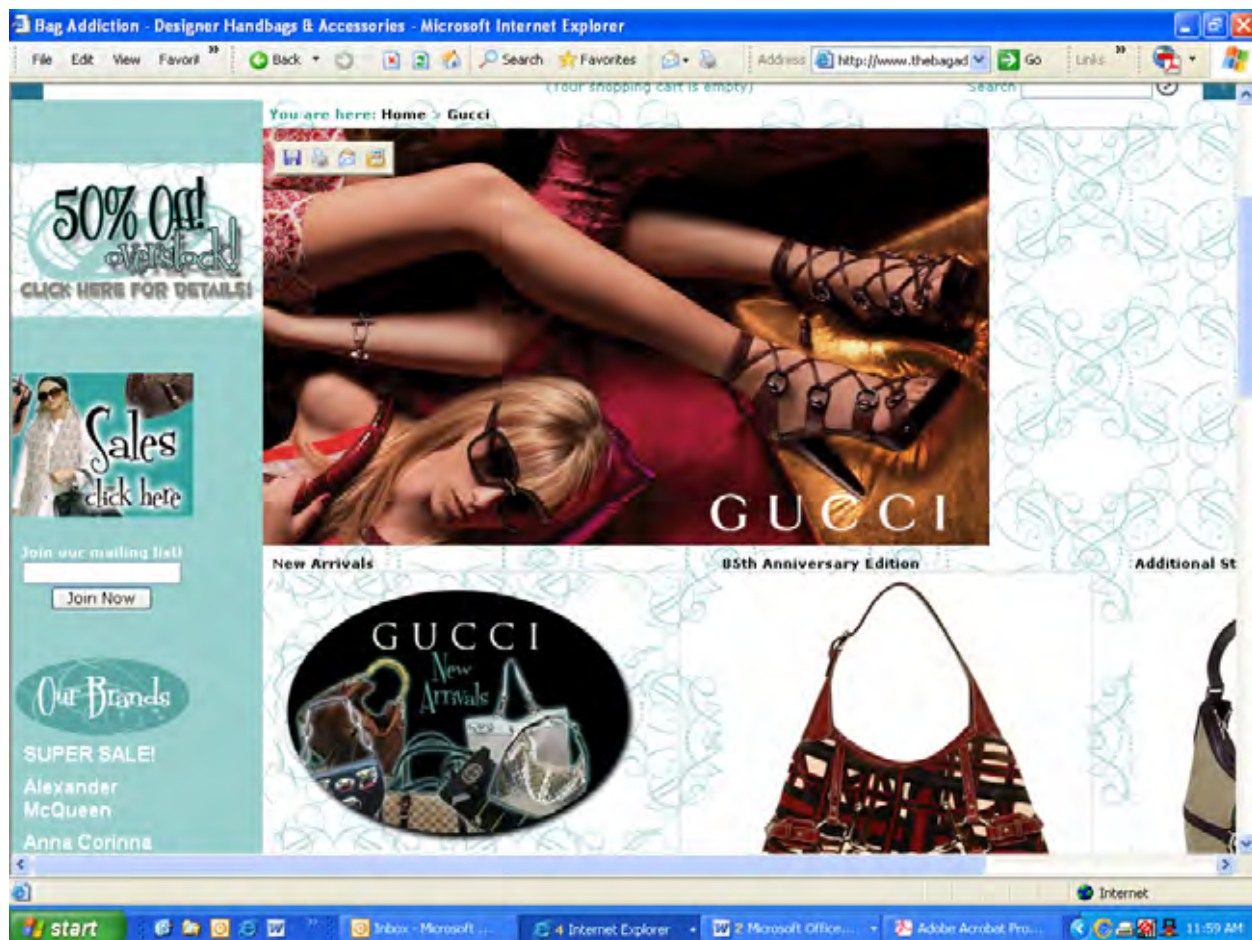 Bag Addiction - Designer Handbags & Accessories - Microsoft Internet Explorer
File Edit View Favorit » Back Search Favorites Address http://www.thebagad Go Links »
(Your shopping cart is empty) Search
You are here: Home > Gucci
50% Off!
overstock!
CLICK HERE FOR DETAILS!
Sales
click here
GUCCI
Join our mailing list!
Join Now
New Arrivals 85th Anniversary Edition Additional St
GUCCI
New
Arrivals
Our Brands
SUPER SALE!
Alexander
McQueen
Anna Corinna
Internet
start » Inbox - Microsoft ... 4 Internet Explorer 2 Microsoft Office... Adobe Acrobat Pro... 11:59 AM